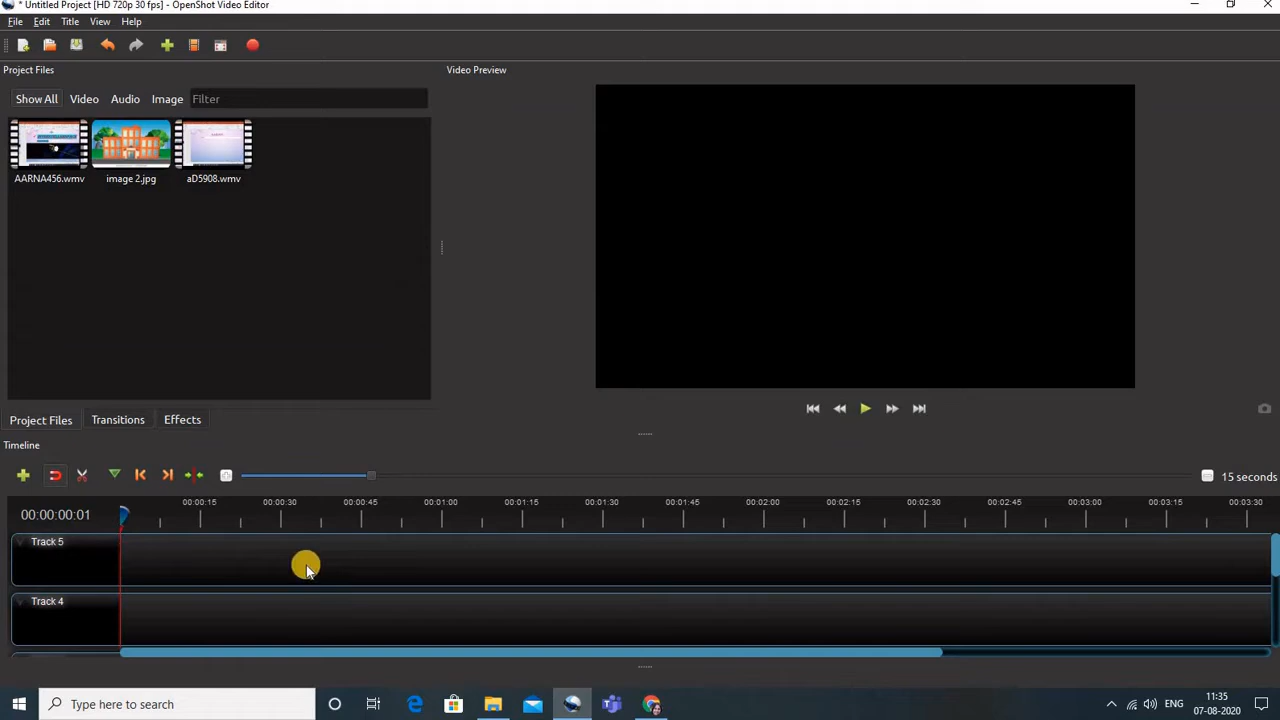 * Untitled Project [HD 720p 30 fps] - OpenShot Video Editor
File Edit Title View Help
Project Files
Video Preview
Show All Video Audio Image Filter
AARNA456.wmv image 2.jpg aD5908.wmv
Project Files Transitions Effects
Timeline
15 seconds
00:00:15 00:00:30 00:00:45 00:01:00 00:01:15 00:01:30 00:01:45 00:02:00 00:02:15 00:02:30 00:02:45 00:03:00 00:03:15 00:03:30
00:00:00:01
Track 5
Track 4
Type here to search
ENG
11:35
07-08-2020